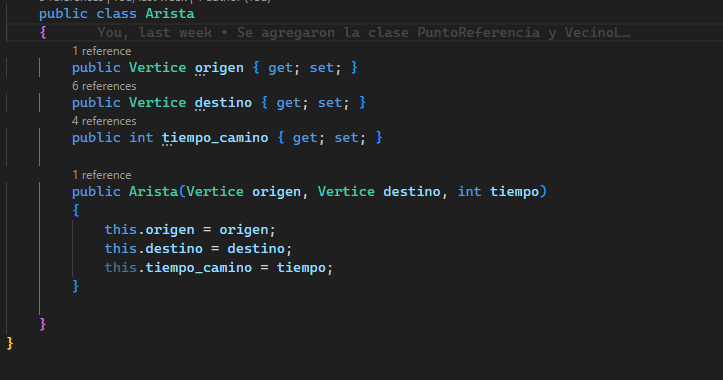 public class Arista
{ You, last week • Se agregaron la clase PuntoReferencia y VecinoL…
1 reference
public Vertice origen { get; set; }
6 references
public Vertice destino { get; set; }
4 references
public int tiempo_camino { get; set; }
1 reference
public Arista(Vertice origen, Vertice destino, int tiempo)
{
this.origen = origen;
this.destino = destino;
this.tiempo_camino = tiempo;
}
}
}